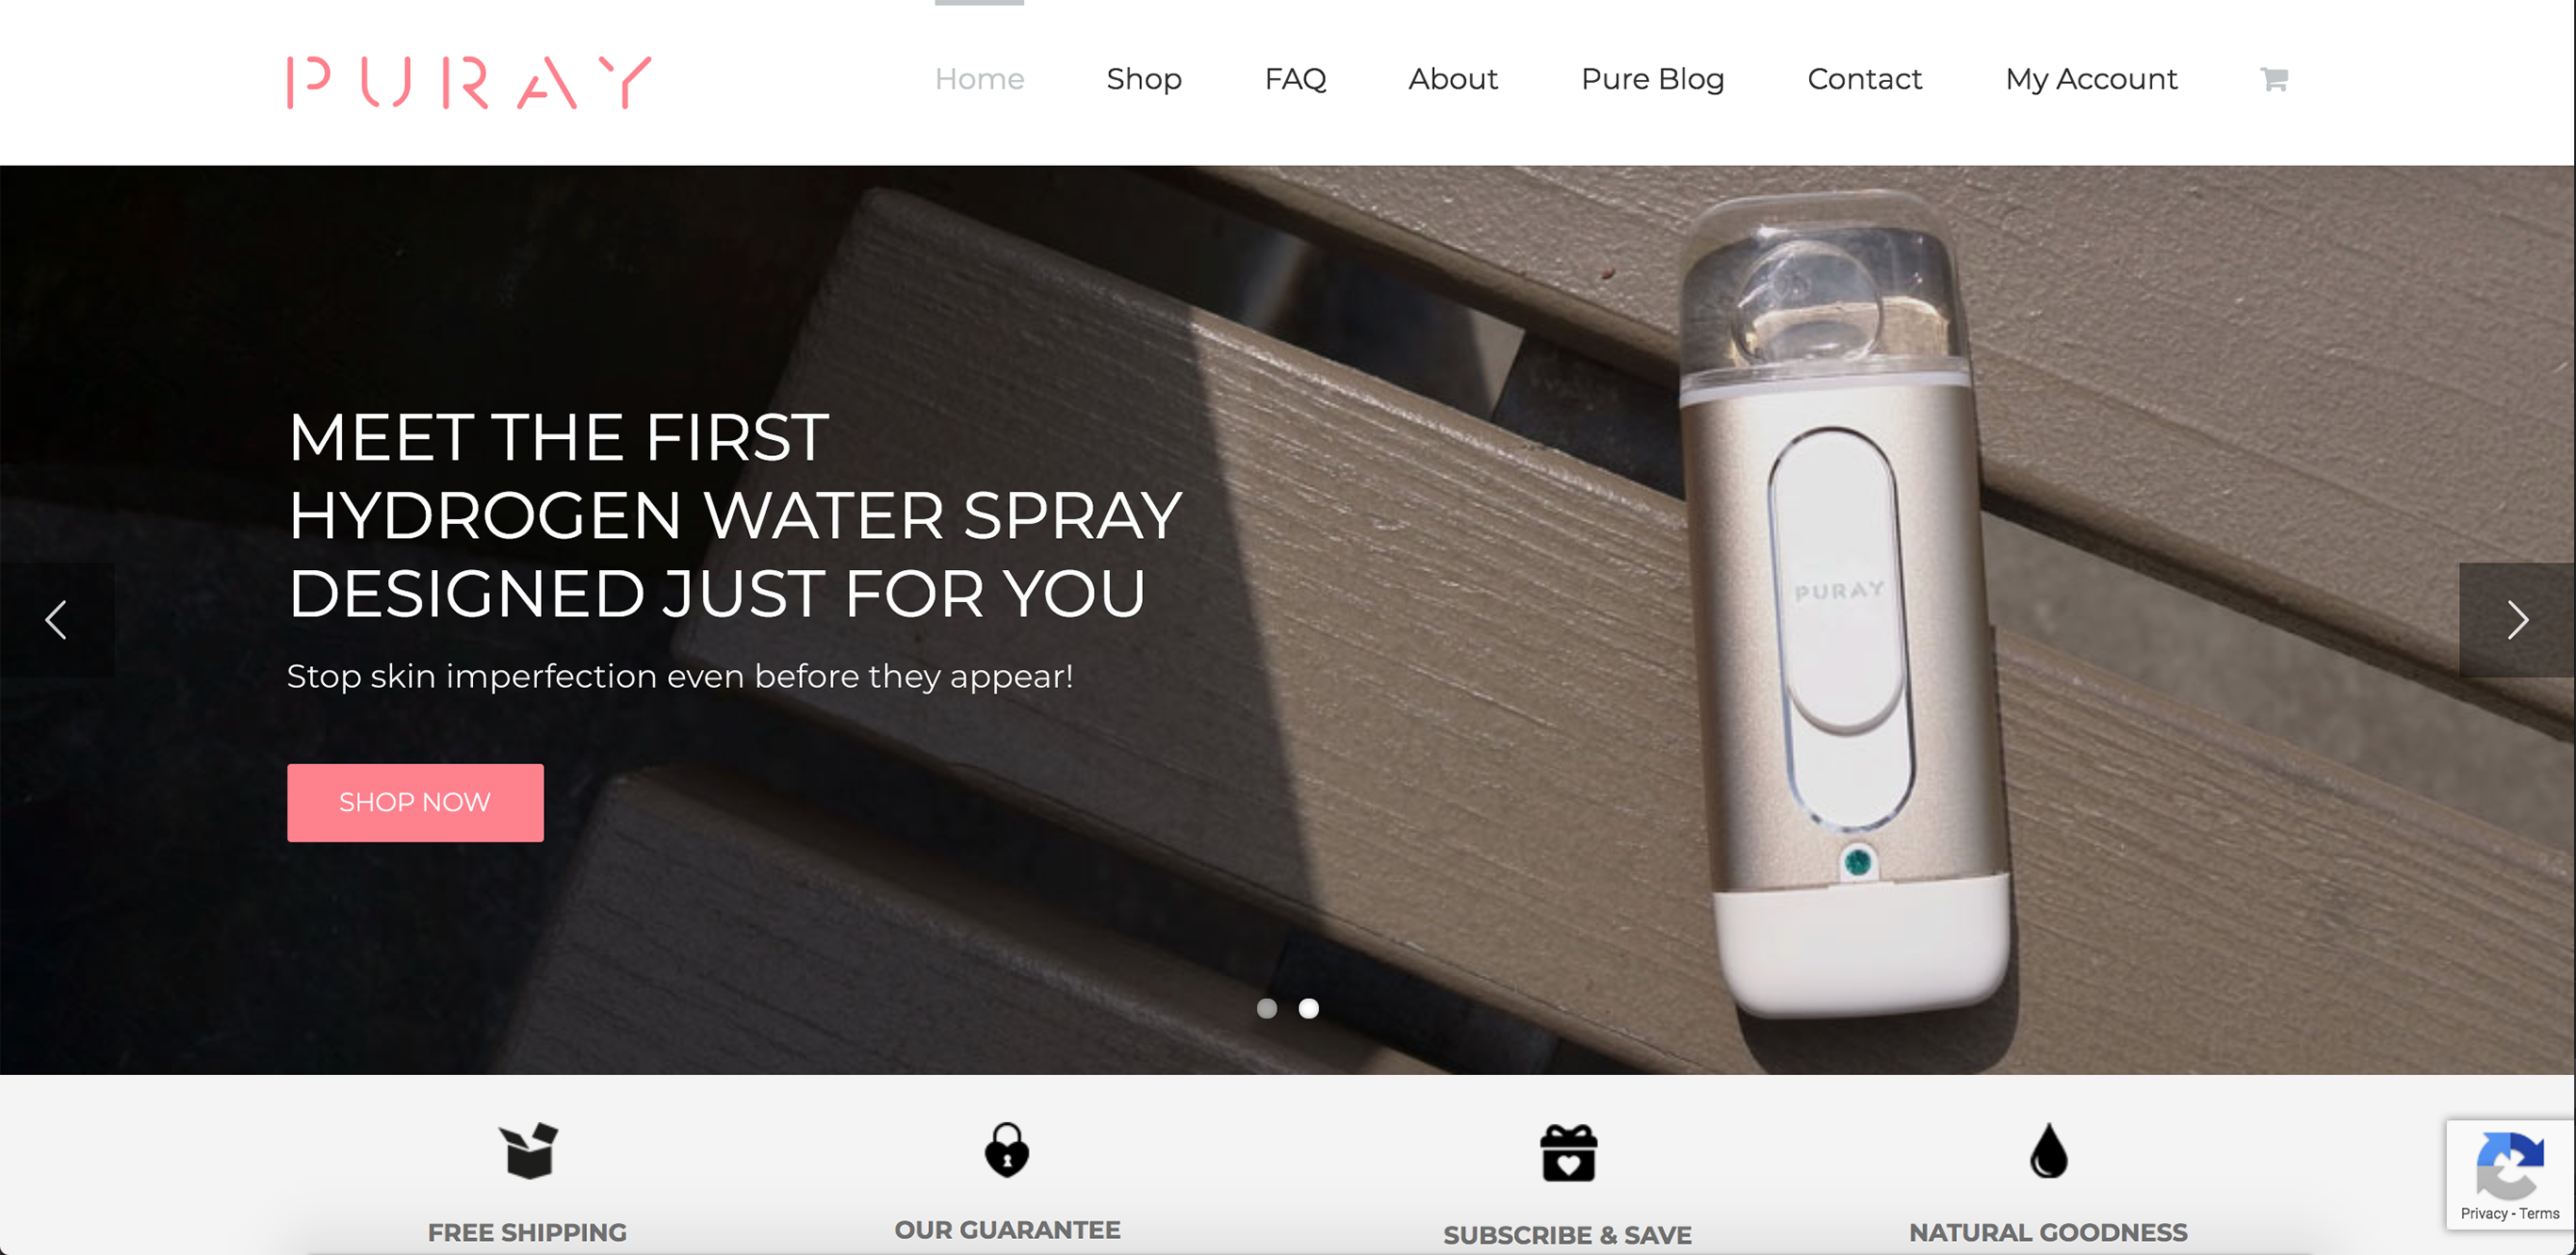 PURAY
Home Shop FAQ About Pure Blog Contact My Account
MEET THE FIRST
HYDROGEN WATER SPRAY
DESIGNED JUST FOR YOU
Stop skin imperfection even before they appear!
SHOP NOW
PURAY
FREE SHIPPING
OUR GUARANTEE
SUBSCRIBE & SAVE
NATURAL GOODNESS
Privacy - Terms